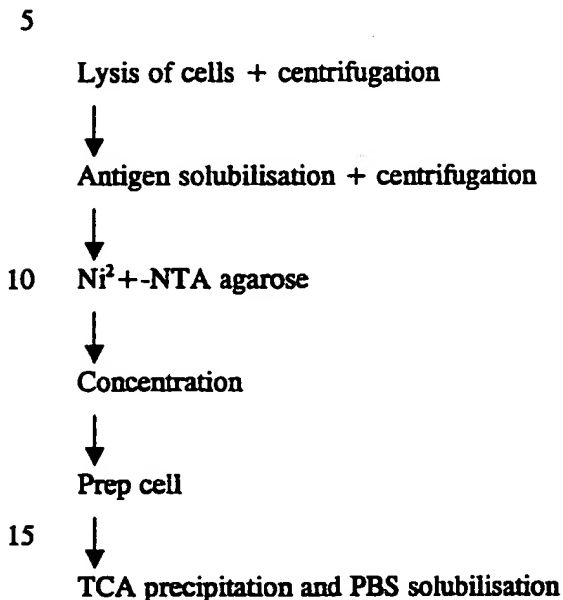 5
Lysis of cells + centrifugation
Antigen solubilisation + centrifugation
10 Ni²+-NTA agarose
Concentration
Prep cell
15
TCA precipitation and PBS solubilisation